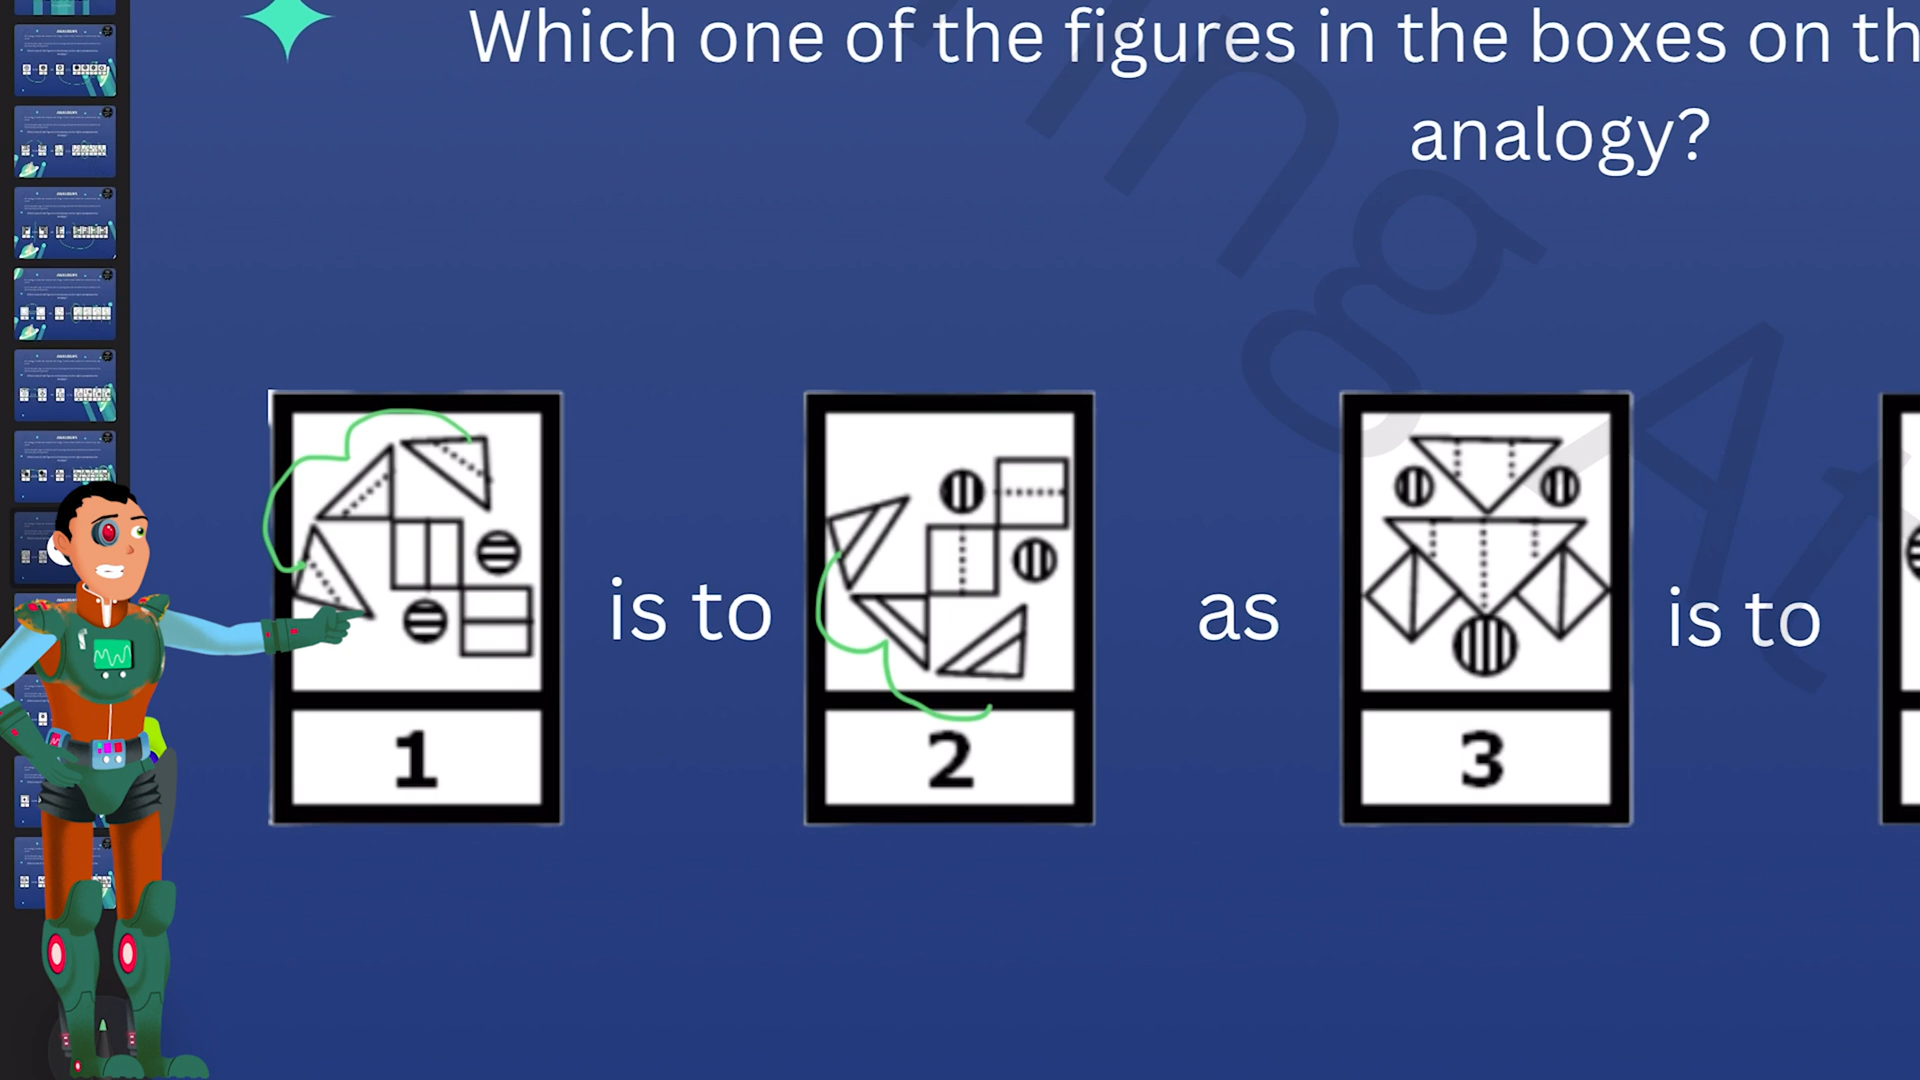 Which one of the figures in the boxes on th
analogy?
is to
as
is to
1
2
3